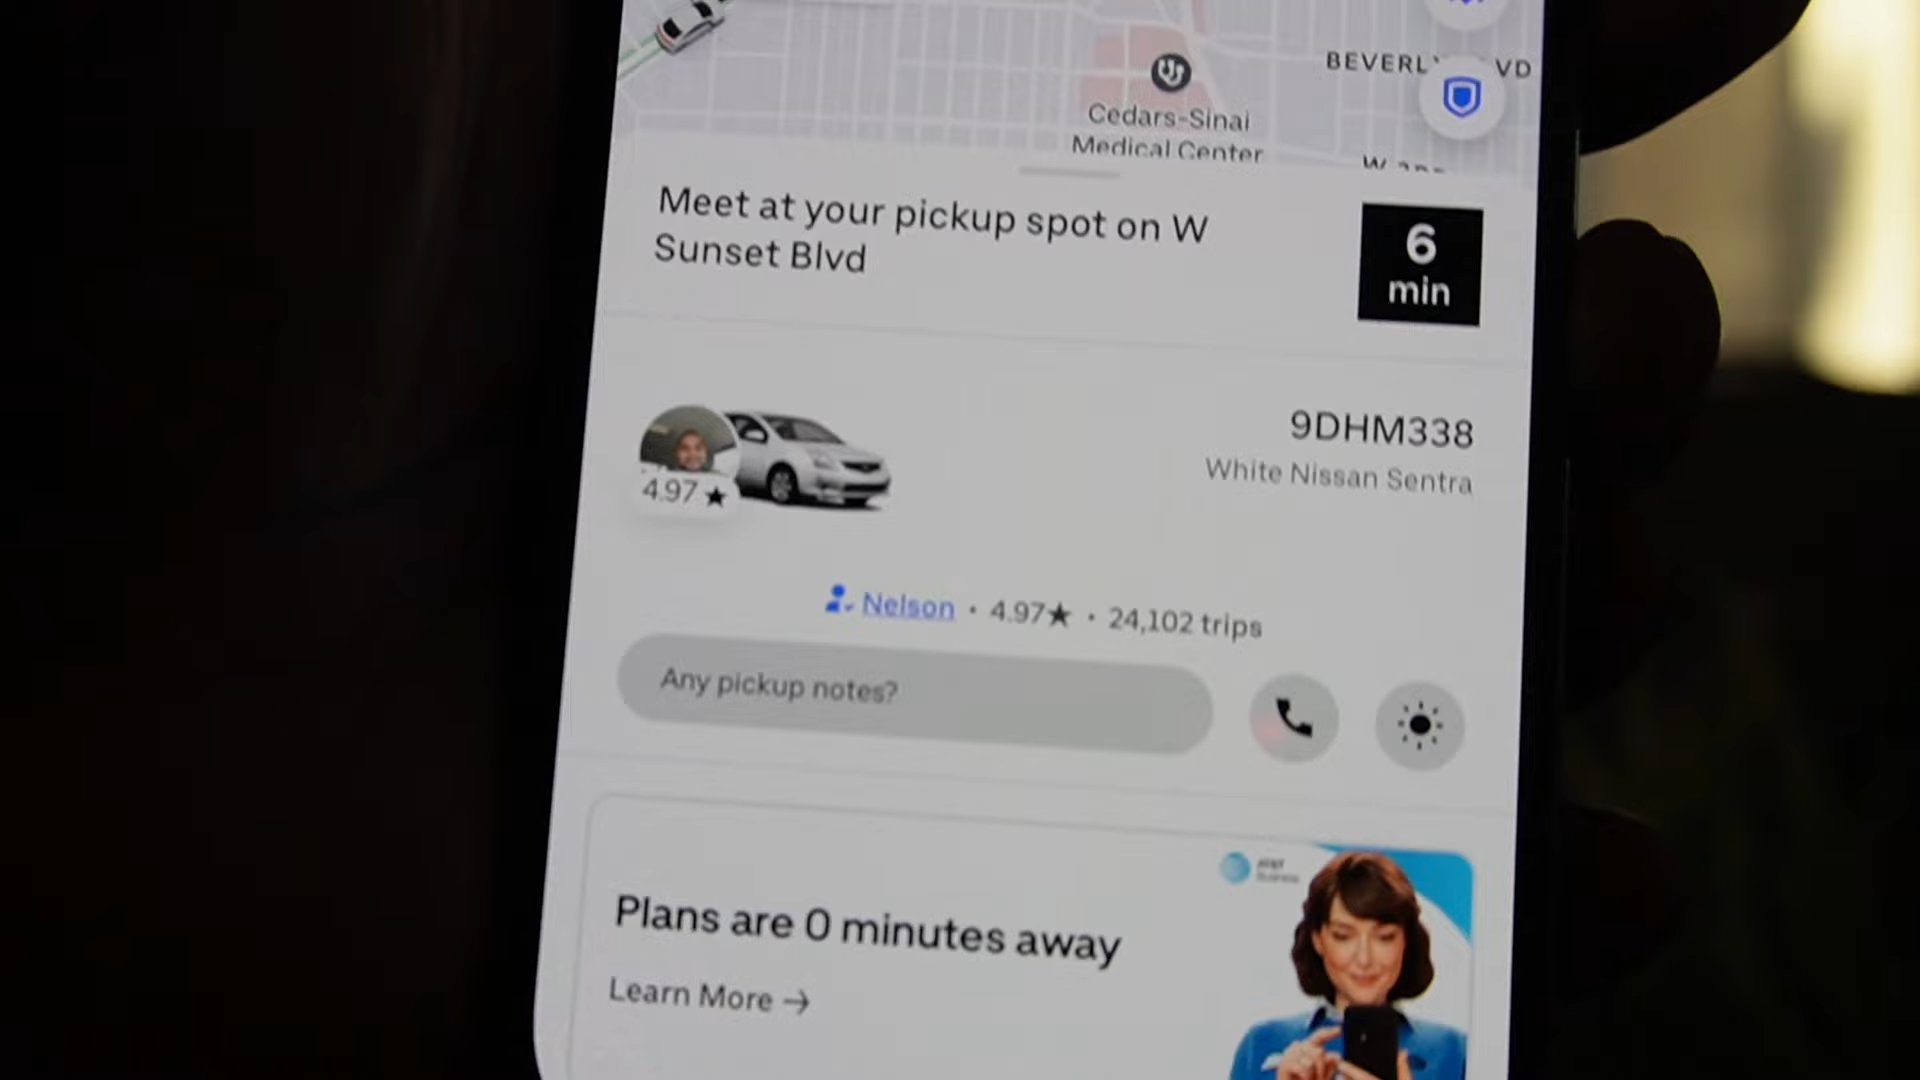 BEVERL VD
Cedars-Sinai
Medical Center
W
Meet at your pickup spot on W
Sunset Blvd
6
min
9DHM338
White Nissan Sentra
4.97 ★
Nelson • 4.97★ • 24,102 trips
Any pickup notes?
AT&T
Business
Plans are 0 minutes away
Learn More →